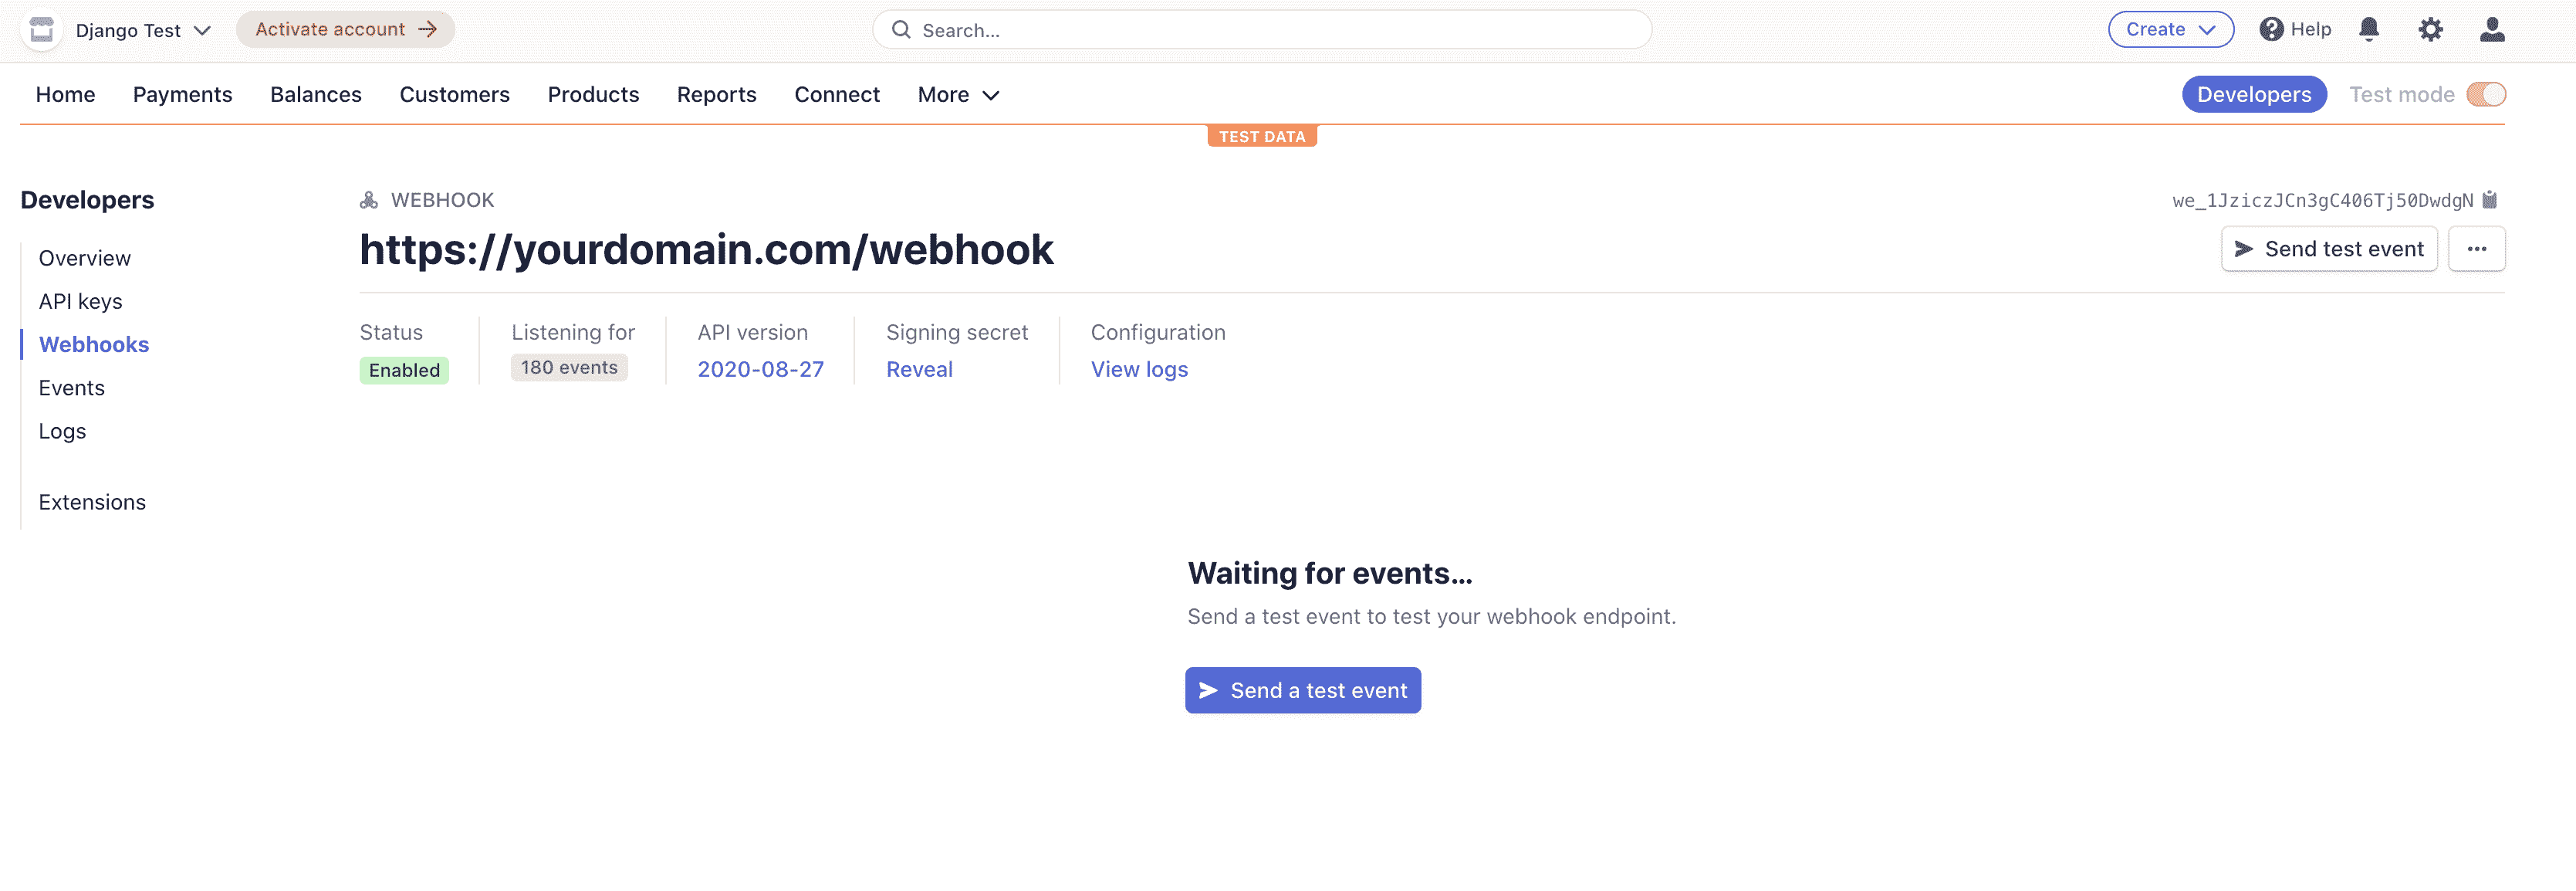 Django Test
Activate account
Search...
Create
Help
Home Payments Balances Customers Products Reports Connect More
Developers Test mode
TEST DATA
Developers
Overview
API keys
Webhooks
Events
Logs
Extensions
WEBHOOK
we_1JziczJCn3gC406Tj50DwdgN
https://yourdomain.com/webhook
Send test event
Status Listening for API version Signing secret Configuration
Enabled 180 events 2020-08-27 Reveal View logs
Waiting for events...
Send a test event to test your webhook endpoint.
Send a test event